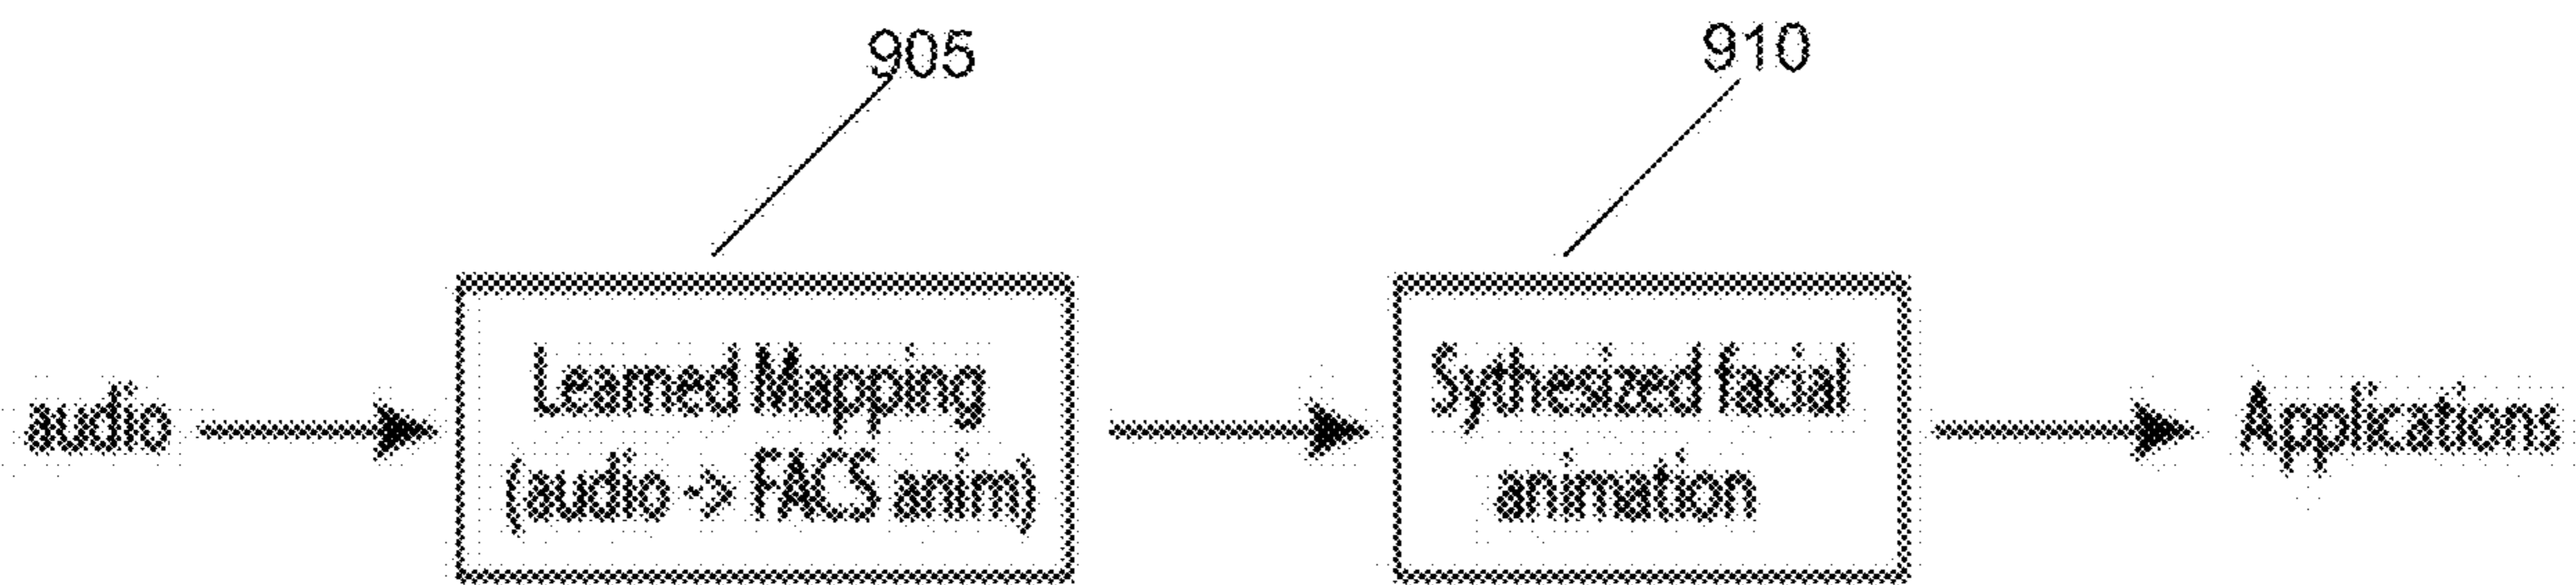 905
910
audio
Learned Mapping
(audio -> FACS anim)
Sythesized facial
animation
Applications